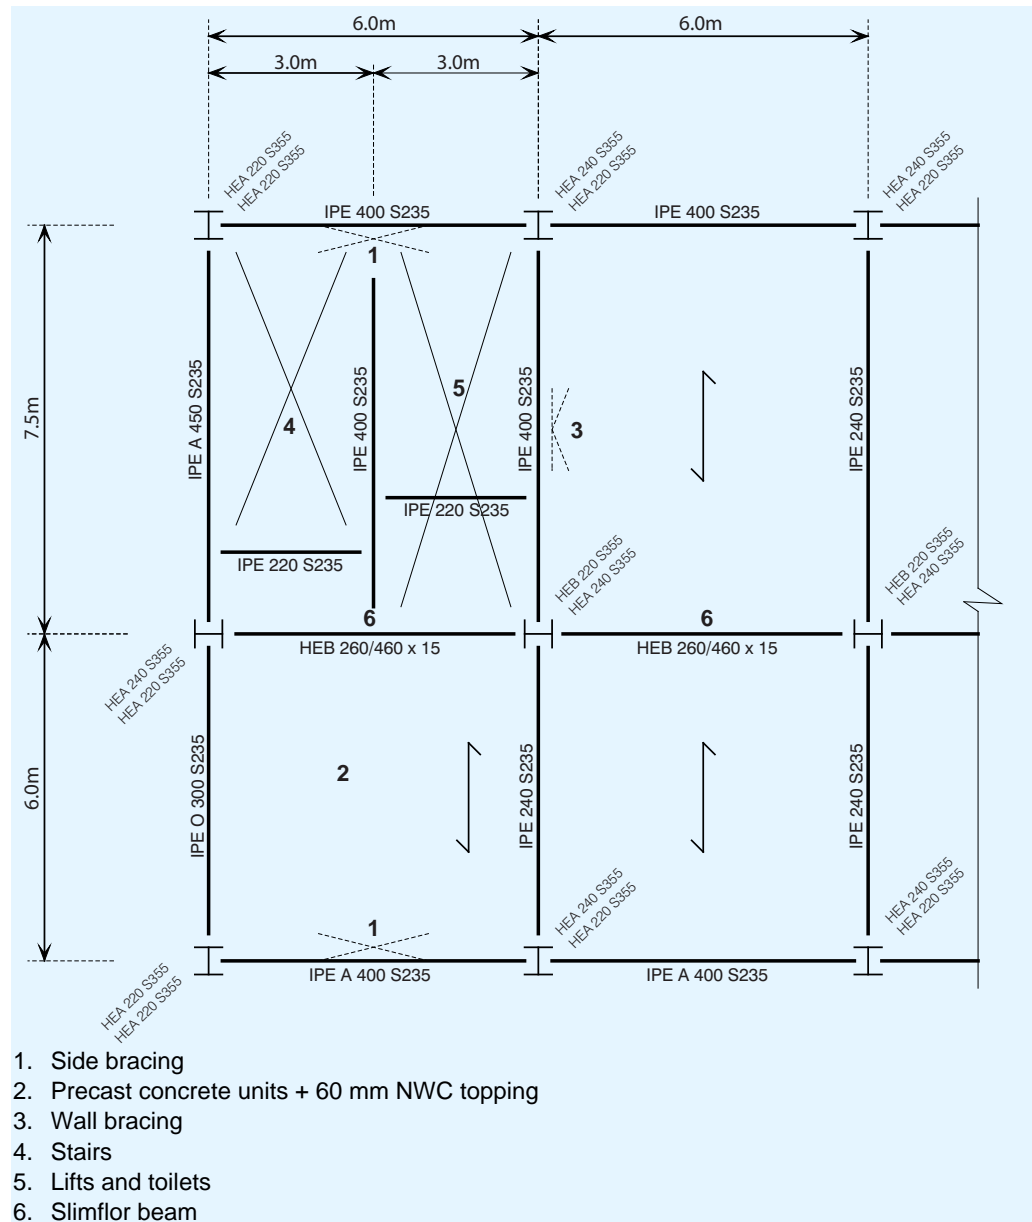 6.0m
6.0m
3.0m
3.0m
HEA 220 S355
HEA 220 S355
HEA 240 S355
HEA 220 S355
HEA 240 S355
HEA 220 S355
IPE 400 S235
IPE 400 S235
1
7.5m
IPE A 450 S235
4
IPE 400 S235
5
IPE 400 S235
3
IPE 240 S235
IPE 220 S235
IPE 220 S235
HEB 220 S355
HEA 240 S355
HEB 220 S355
HEA 240 S355
6
6
HEB 260/460 x 15
HEB 260/460 x 15
HEA 240 S355
HEA 220 S355
6.0m
IPE O 300 S235
2
IPE 240 S235
IPE 240 S235
HEA 240 S355
HEA 220 S355
HEA 240 S355
HEA 220 S355
1
IPE A 400 S235
IPE A 400 S235
HEA 220 S355
HEA 220 S355
1. Side bracing
2. Precast concrete units + 60 mm NWC topping
3. Wall bracing
4. Stairs
5. Lifts and toilets
6. Slimflor beam